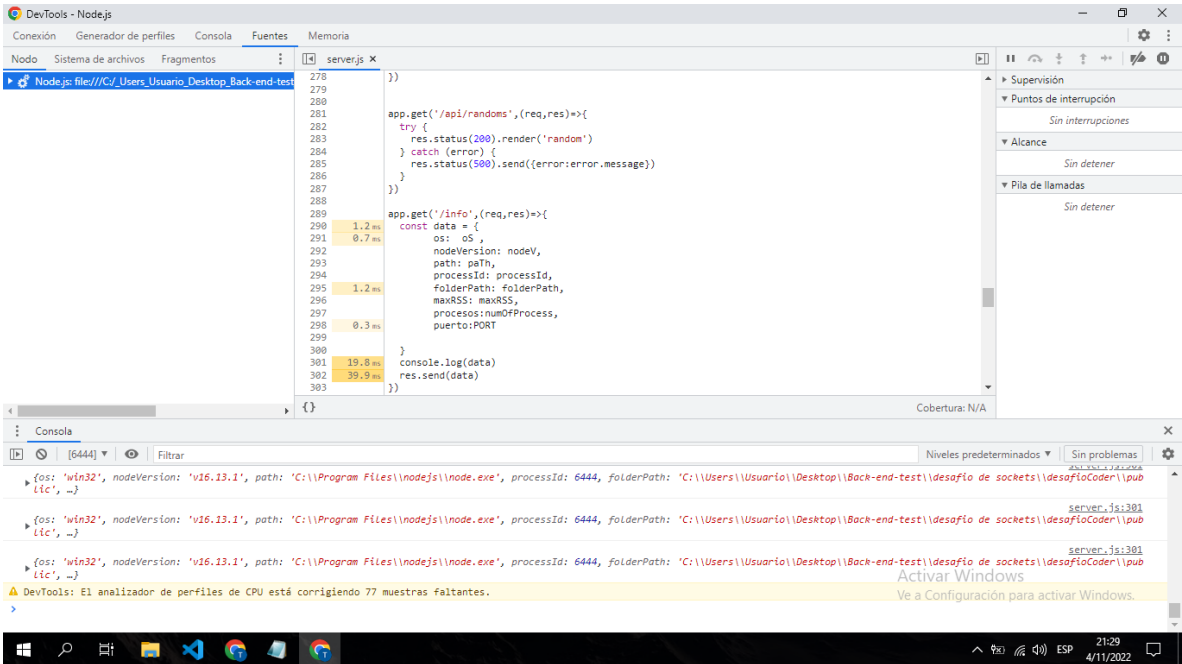 DevTools - Node.js
Conexión Generador de perfiles Consola Fuentes Memoria
Nodo Sistema de archivos Fragmentos server.js ×
Node.js: file:///C:/_Users_Usuario_Desktop_Back-end-test
Supervisión
Puntos de interrupción
Sin interrupciones
Alcance
Sin detener
Pila de llamadas
Sin detener
278 })
279
280
281 app.get('/api/randoms',(req,res)=>{
282 try {
283 res.status(200).render('random')
284 } catch (error) {
285 res.status(500).send({error:error.message})
286 }
287 })
288
289 app.get('/info',(req,res)=>{
290 1.2 ms const data = {
291 0.7 ms os: oS ,
292 nodeVersion: nodeV,
293 path: paTh,
294 processId: processId,
295 1.2 ms folderPath: folderPath,
296 maxRSS: maxRSS,
297 procesos:numOfProcess,
298 0.3 ms puerto:PORT
299
300 }
301 19.8 ms console.log(data)
302 39.9 ms res.send(data)
303 })
{} Cobertura: N/A
Consola
[6444] ▼ Filtrar Niveles predeterminados ▼ Sin problemas
server.js:301
{os: 'win32', nodeVersion: 'v16.13.1', path: 'C:\\Program Files\\nodejs\\node.exe', processId: 6444, folderPath: 'C:\\Users\\Usuario\\Desktop\\Back-end-test\\desafio de sockets\\desafioCoder\\pub
lic', …}
server.js:301
{os: 'win32', nodeVersion: 'v16.13.1', path: 'C:\\Program Files\\nodejs\\node.exe', processId: 6444, folderPath: 'C:\\Users\\Usuario\\Desktop\\Back-end-test\\desafio de sockets\\desafioCoder\\pub
lic', …}
server.js:301
{os: 'win32', nodeVersion: 'v16.13.1', path: 'C:\\Program Files\\nodejs\\node.exe', processId: 6444, folderPath: 'C:\\Users\\Usuario\\Desktop\\Back-end-test\\desafio de sockets\\desafioCoder\\pub
lic', …}
DevTools: El analizador de perfiles de CPU está corrigiendo 77 muestras faltantes.
Activar Windows
Ve a Configuración para activar Windows.
ESP
21:29
4/11/2022